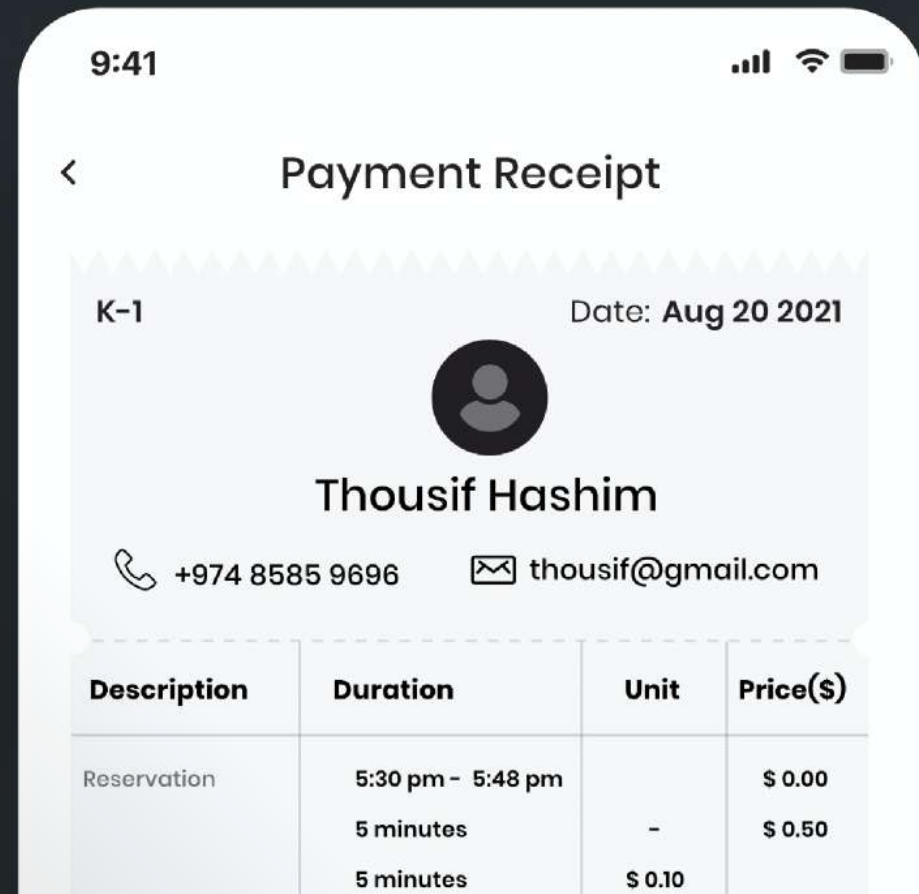 9:41
Payment Receipt
K-1 Date: Aug 20 2021
Thousif Hashim
+974 8585 9696 thousif@gmail.com
Description Duration Unit Price($)
Reservation 5:30 pm - 5:48 pm $ 0.00
5 minutes - $ 0.50
5 minutes $ 0.10